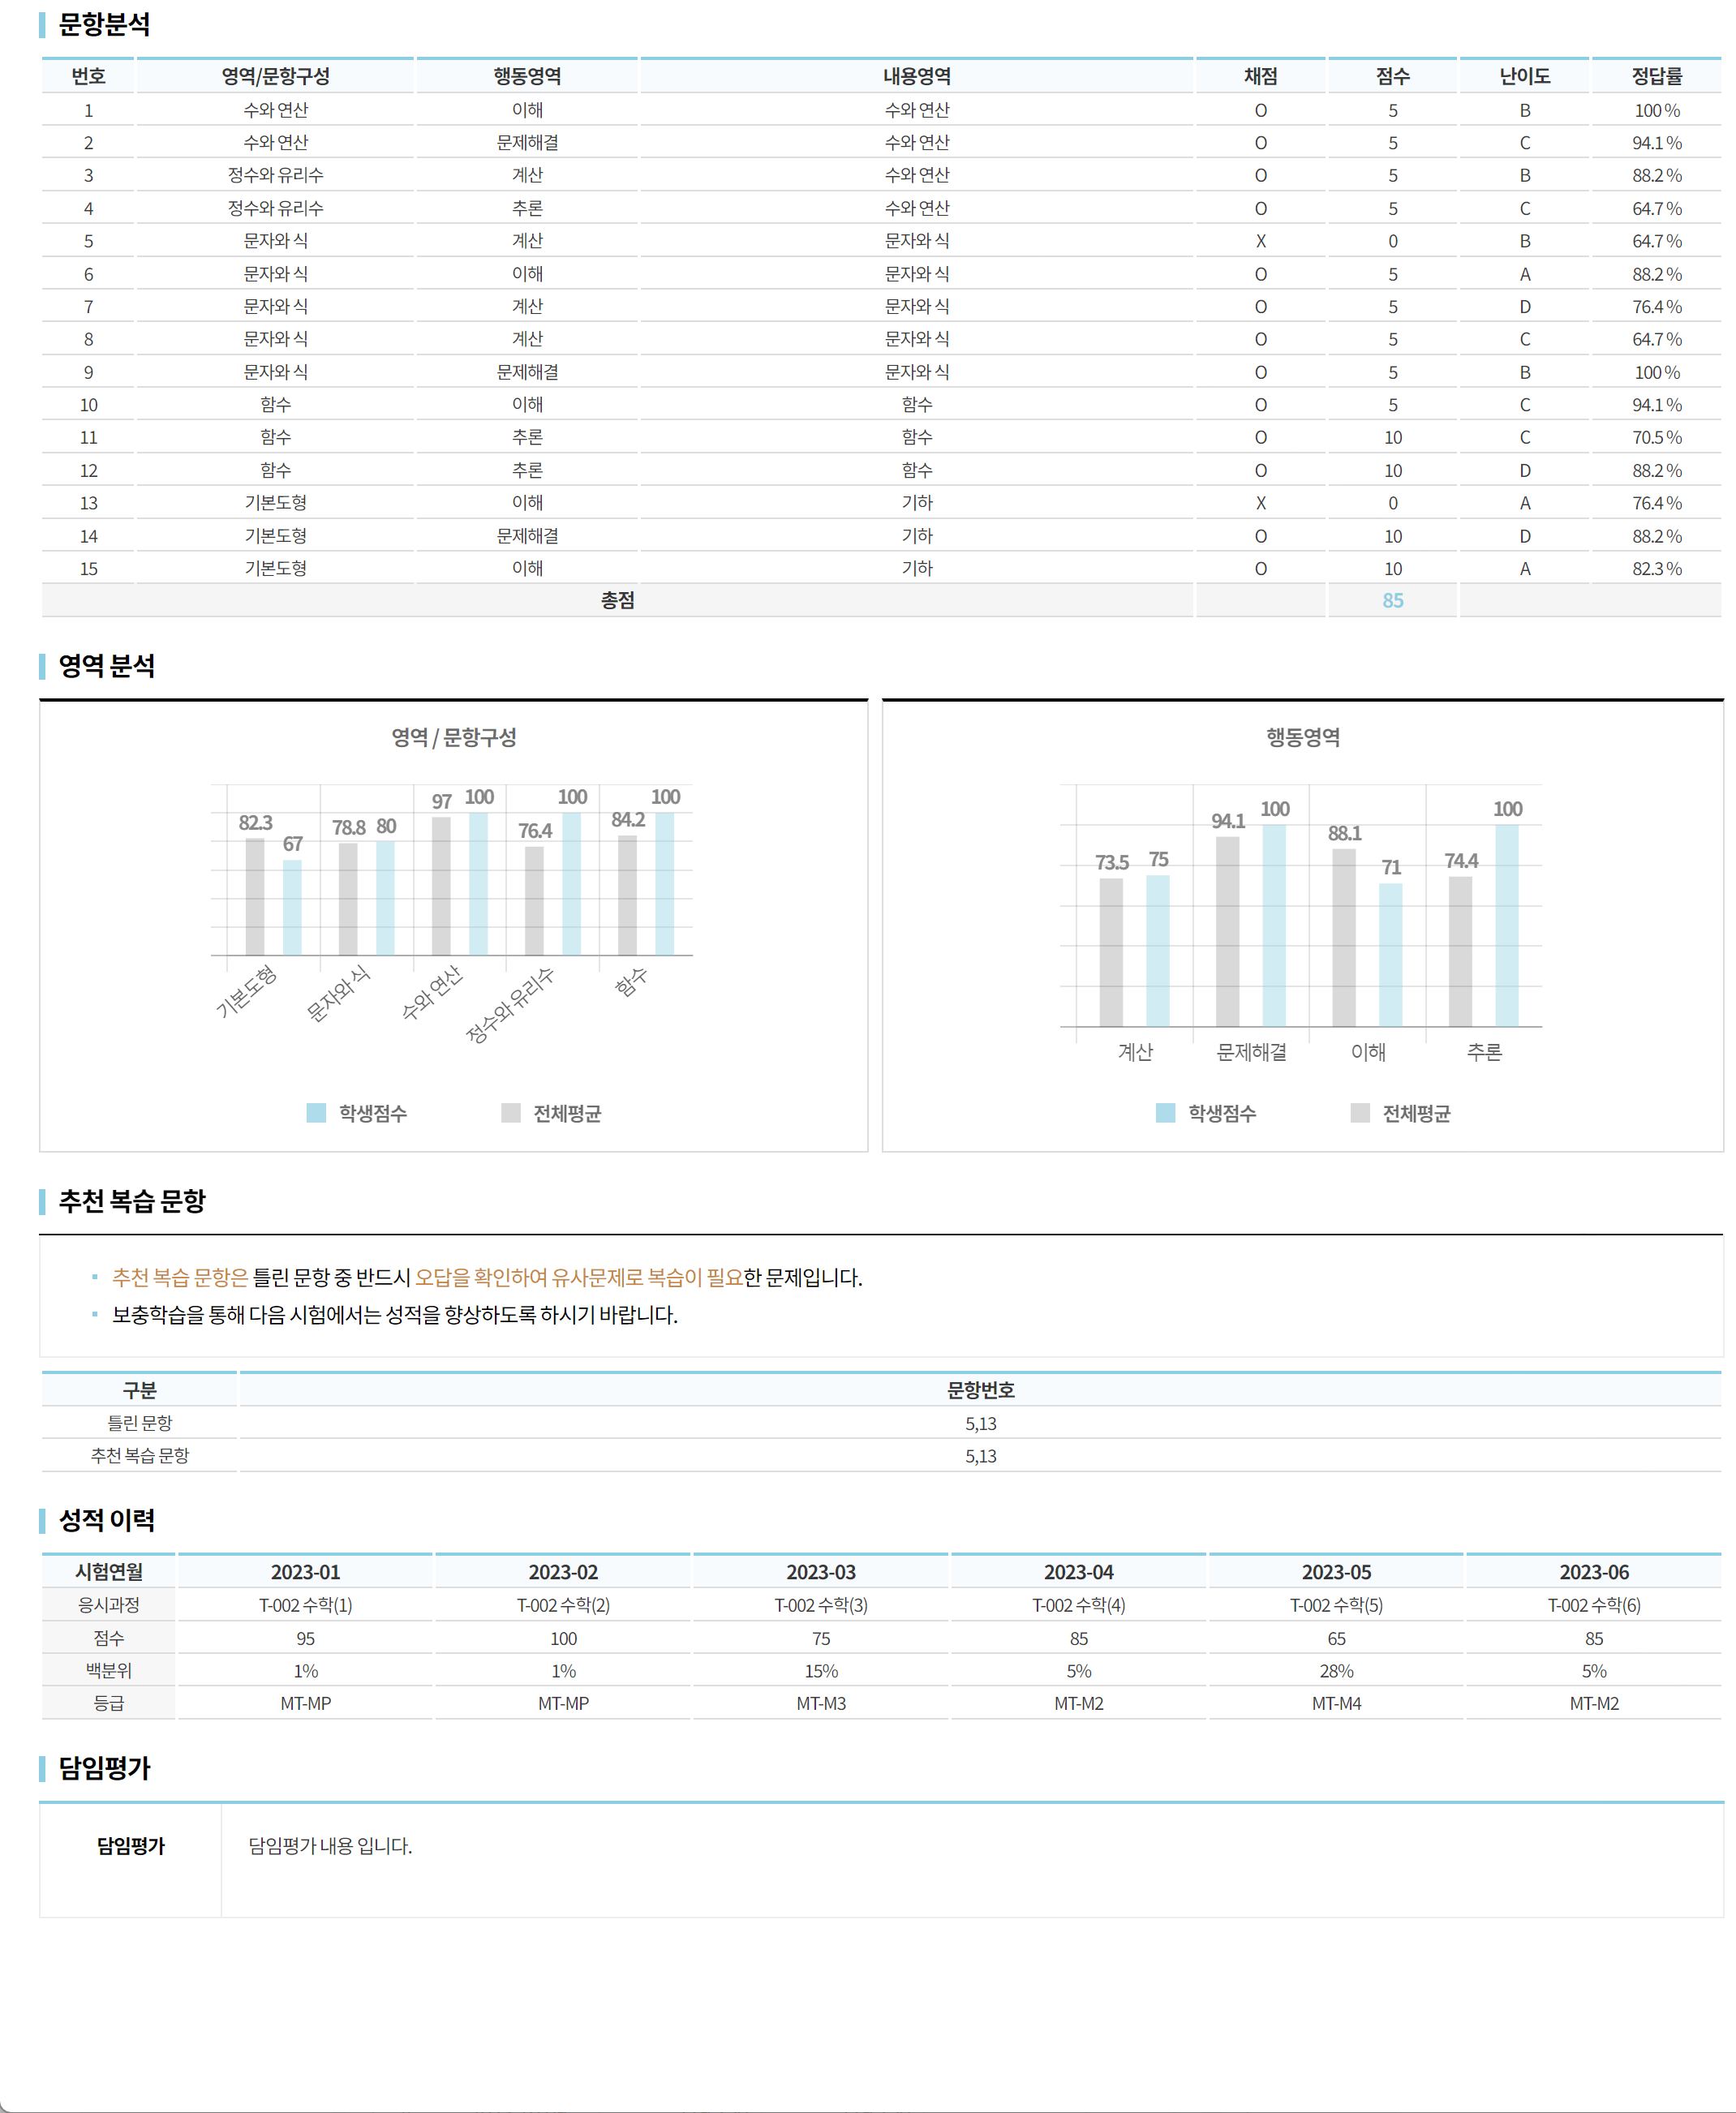 문항분석
번호 영역/문항구성 행동영역 내용영역 채점 점수 난이도 정답률
1 수와 연산 이해 수와 연산 O 5 B 100 %
2 수와 연산 문제해결 수와 연산 O 5 C 94.1 %
3 정수와 유리수 계산 수와 연산 O 5 B 88.2 %
4 정수와 유리수 추론 수와 연산 O 5 C 64.7 %
5 문자와 식 계산 문자와 식 X 0 B 64.7 %
6 문자와 식 이해 문자와 식 O 5 A 88.2 %
7 문자와 식 계산 문자와 식 O 5 D 76.4 %
8 문자와 식 계산 문자와 식 O 5 C 64.7 %
9 문자와 식 문제해결 문자와 식 O 5 B 100 %
10 함수 이해 함수 O 5 C 94.1 %
11 함수 추론 함수 O 10 C 70.5 %
12 함수 추론 함수 O 10 D 88.2 %
13 기본도형 이해 기하 X 0 A 76.4 %
14 기본도형 문제해결 기하 O 10 D 88.2 %
15 기본도형 이해 기하 O 10 A 82.3 %
총점 85
영역 분석
영역 / 문항구성
82.3 67 78.8 80 97 100 76.4 100 84.2 100
기본도형 문자와 식 수와 연산 정수와 유리수 함수
학생점수 전체평균
행동영역
73.5 75 94.1 100 88.1 71 74.4 100
계산 문제해결 이해 추론
학생점수 전체평균
추천 복습 문항
추천 복습 문항은 틀린 문항 중 반드시 오답을 확인하여 유사문제로 복습이 필요한 문제입니다.
보충학습을 통해 다음 시험에서는 성적을 향상하도록 하시기 바랍니다.
구분 문항번호
틀린 문항 5,13
추천 복습 문항 5,13
성적 이력
시험연월 2023-01 2023-02 2023-03 2023-04 2023-05 2023-06
응시과정 T-002 수학(1) T-002 수학(2) T-002 수학(3) T-002 수학(4) T-002 수학(5) T-002 수학(6)
점수 95 100 75 85 65 85
백분위 1% 1% 15% 5% 28% 5%
등급 MT-MP MT-MP MT-M3 MT-M2 MT-M4 MT-M2
담임평가
담임평가 담임평가 내용 입니다.